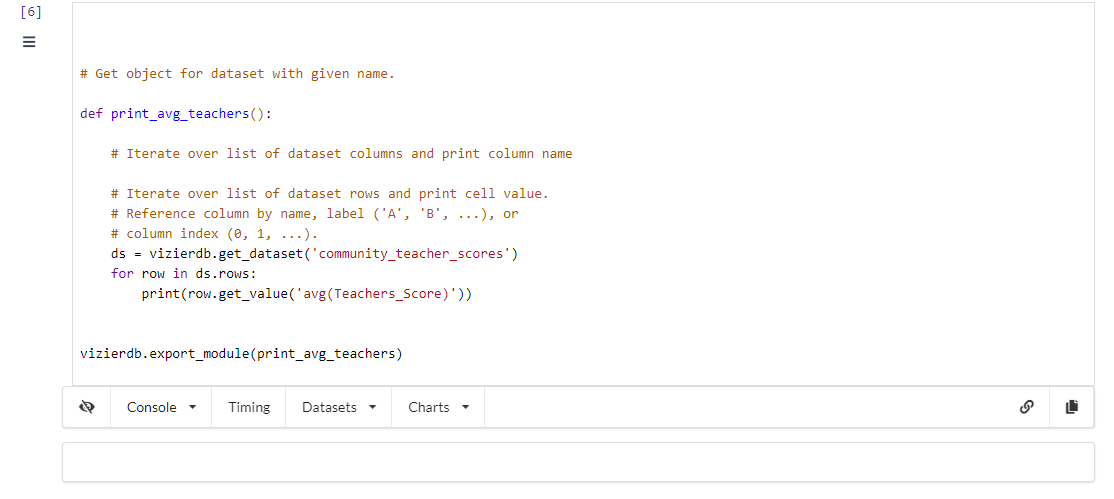 [6]
# Get object for dataset with given name.
def print_avg_teachers():
# Iterate over list of dataset columns and print column name
# Iterate over list of dataset rows and print cell value.
# Reference column by name, label ('A', 'B', ...), or
# column index (0, 1, ...).
ds = vizierdb.get_dataset('community_teacher_scores')
for row in ds.rows:
print(row.get_value('avg(Teachers_Score)'))
vizierdb.export_module(print_avg_teachers)
Console Timing Datasets Charts